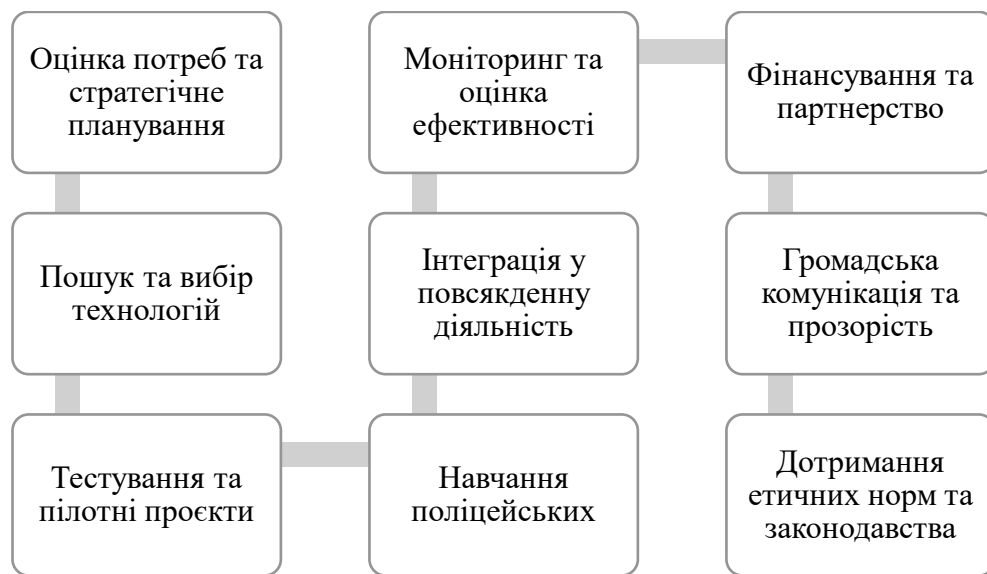 Оцінка потреб та
стратегічне
планування
Пошук та вибір
технологій
Тестування та
пілотні проєкти
Навчання
поліцейських
Інтеграція у
повсякденну
діяльність
Моніторинг та
оцінка
ефективності
Фінансування та
партнерство
Громадська
комунікація та
прозорість
Дотримання
етичних норм та
законодавства